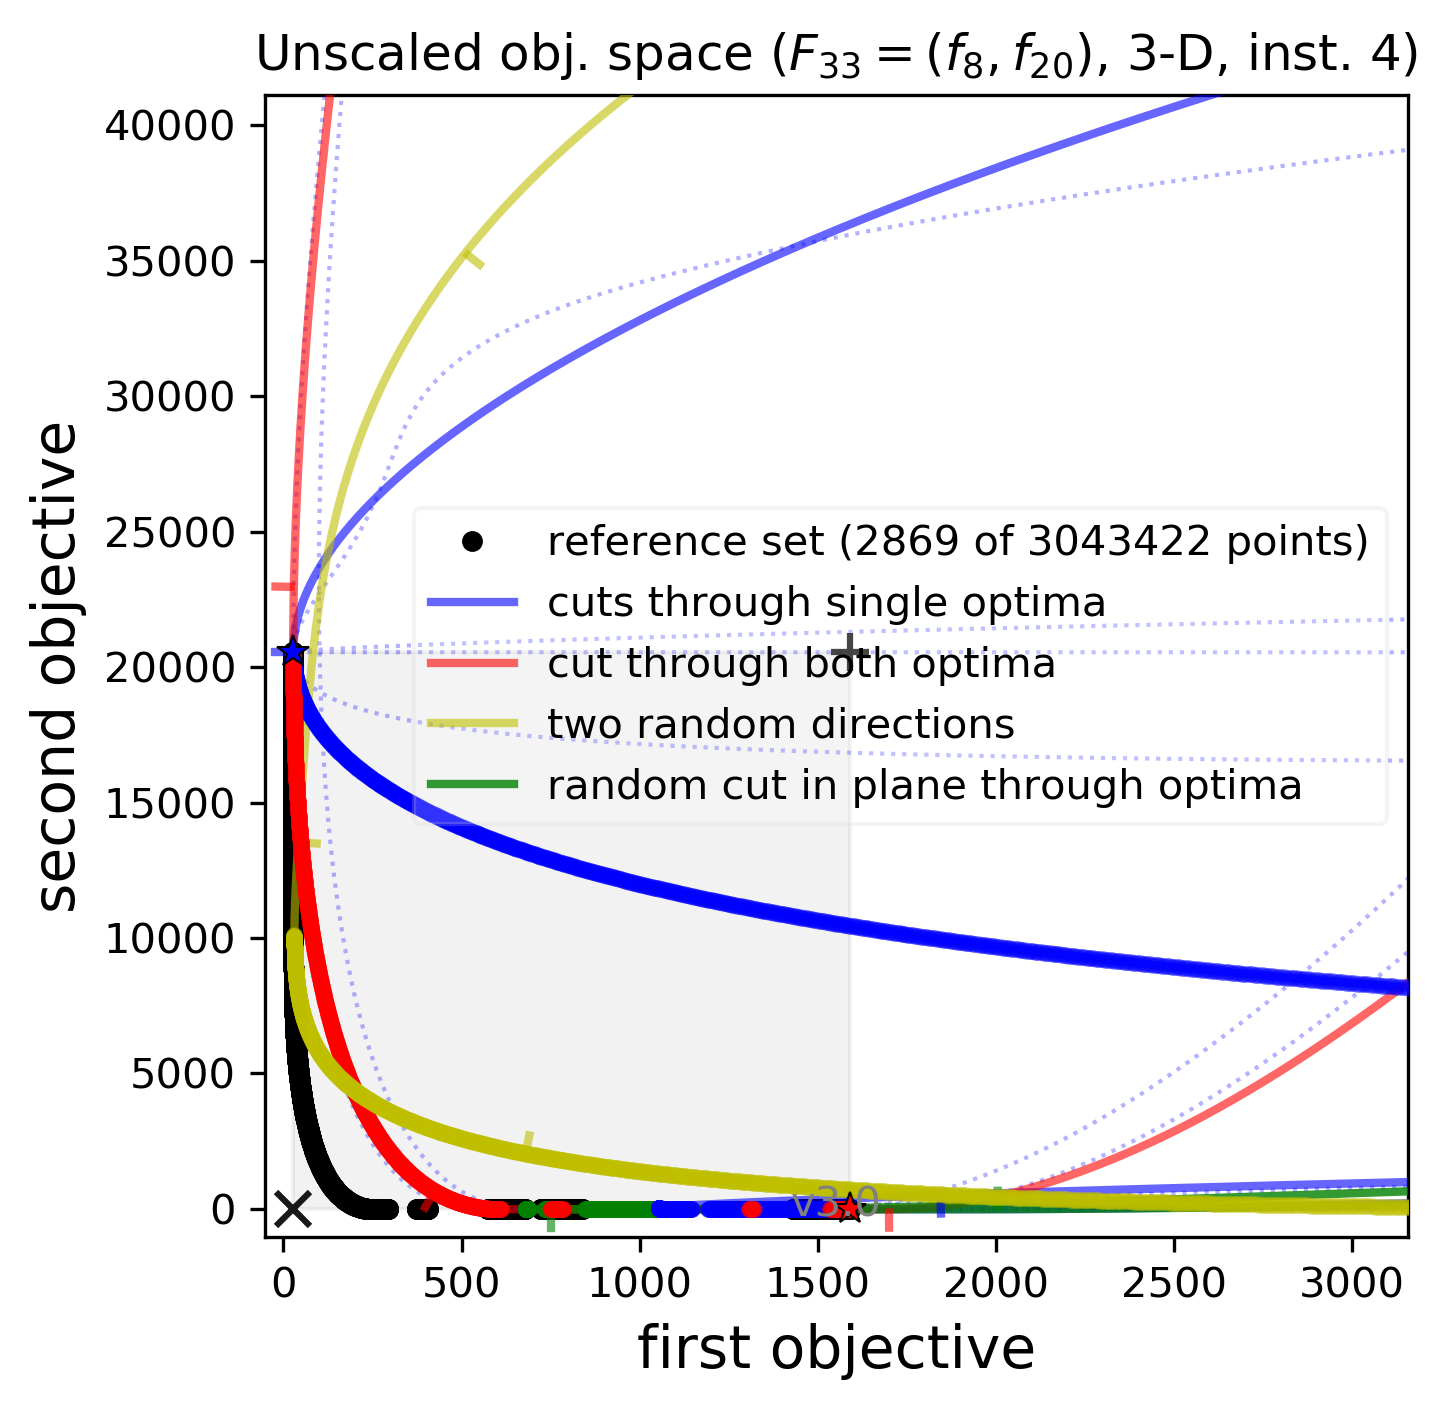 Unscaled obj. space (F₃₃ = (f₈, f₂₀), 3-D, inst. 4)
40000
35000
30000
25000
20000
15000
10000
5000
0
second objective
reference set (2869 of 3043422 points)
cuts through single optima
cut through both optima
two random directions
random cut in plane through optima
v3.0
0
500
1000
1500
2000
2500
3000
first objective